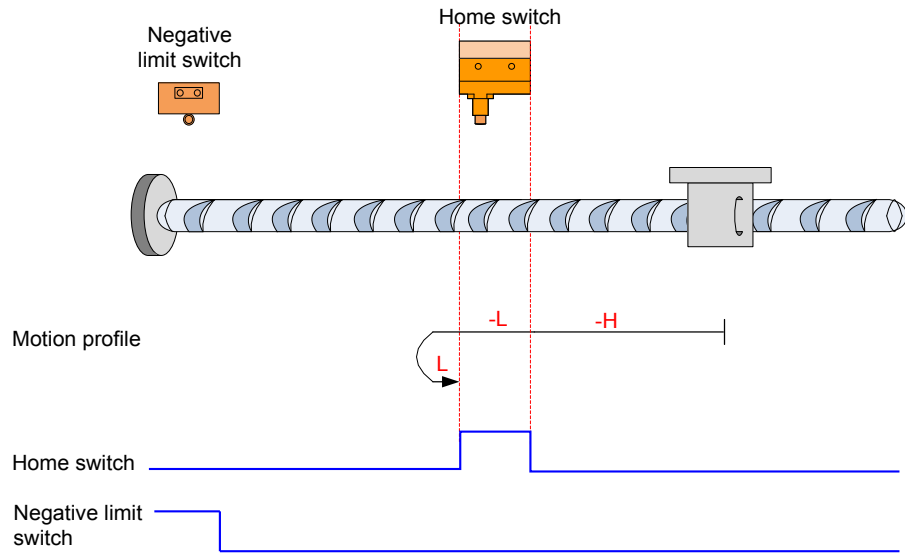 Home switch
Negative
limit switch
Motion profile
-L
-H
L
Home switch
Negative limit
switch